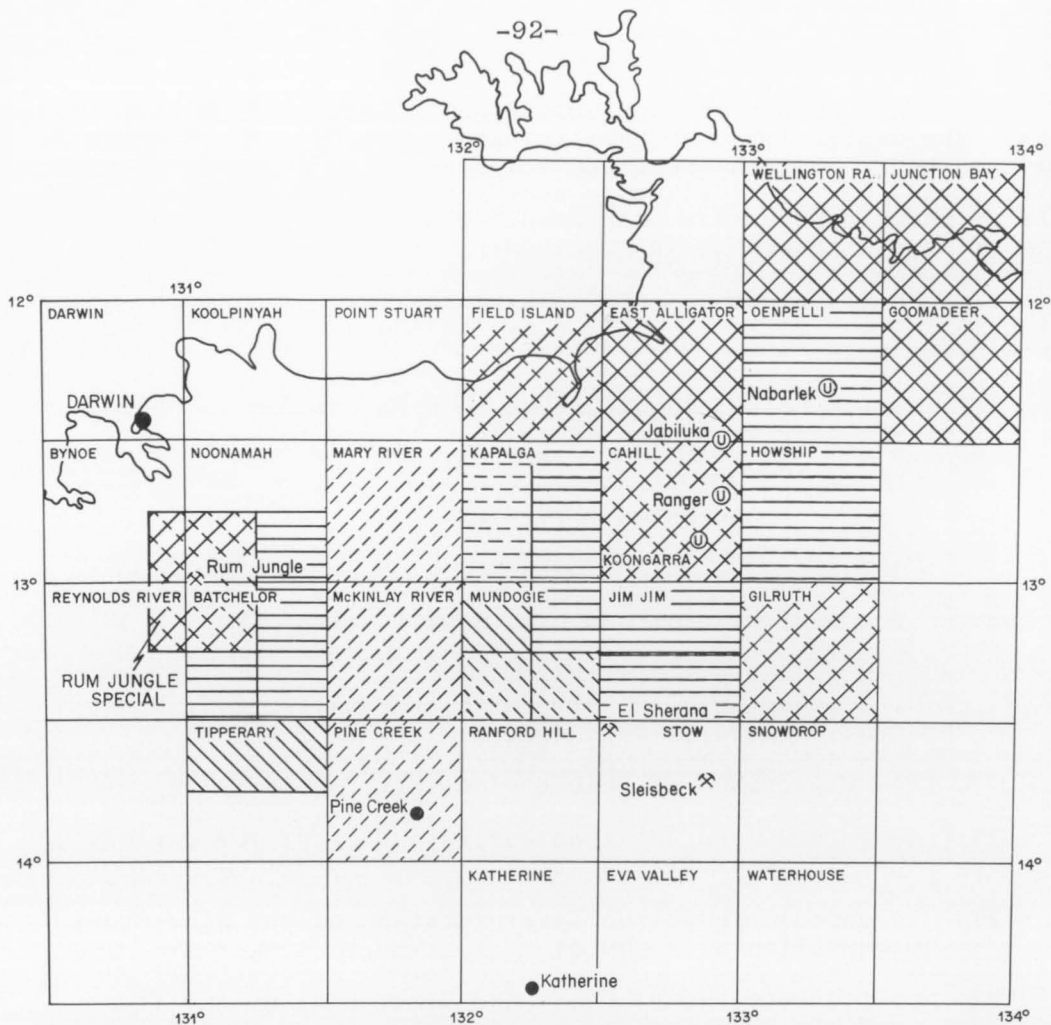 -92-
132° 133° 134°
WELLINGTON RA. JUNCTION BAY
131°
12° 12°
DARWIN KOOLPINYAH POINT STUART FIELD ISLAND EAST ALLIGATOR OENPELLI GOOMADEER
Nabarlek U
DARWIN
Jabiluka U
BYNOE NOONAMAH MARY RIVER KAPALGA CAHILL HOWSHIP
Ranger U
U
KOONGARRA
Rum Jungle
13° 13°
REYNOLDS RIVER BATCHELOR McKINLAY RIVER MUNDOGIE JIM JIM GILRUTH
RUM JUNGLE
SPECIAL
El Sherana
TIPPERARY PINE CREEK RANFORD HILL STOW SNOWDROP
Sleisbeck
Pine Creek
14° 14°
KATHERINE EVA VALLEY WATERHOUSE
Katherine
131° 132° 133° 134°